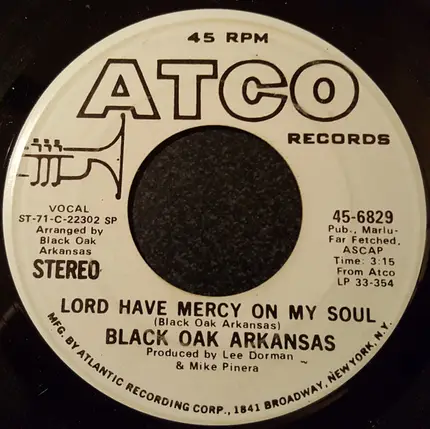 45 RPM
ATCO
RECORDS
VOCAL
ST-71-C-22302 SP
Arranged by
Black Oak
Arkansas
STEREO
45-6829
Pub., Marlu-
Far Fetched,
ASCAP
Time: 3:15
From Atco
LP 33-354
LORD HAVE MERCY ON MY SOUL
(Black Oak Arkansas)
BLACK OAK ARKANSAS
Produced by Lee Dorman
& Mike Pinera
MFG. BY ATLANTIC RECORDING CORP., 1841 BROADWAY, NEW YORK, N.Y.